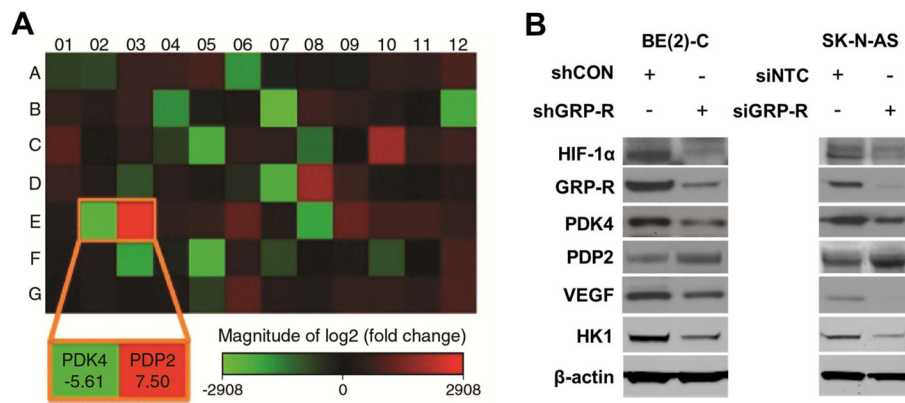 A
01 02 03 04 05 06 07 08 09 10 11 12
A
B
C
D
E
F
G
PDK4 PDP2
-5.61 7.50
Magnitude of log2 (fold change)
-2908 0 2908
B
BE(2)-C SK-N-AS
shCON + - siNTC + -
shGRP-R - + siGRP-R - +
HIF-1α
GRP-R
PDK4
PDP2
VEGF
HK1
β-actin